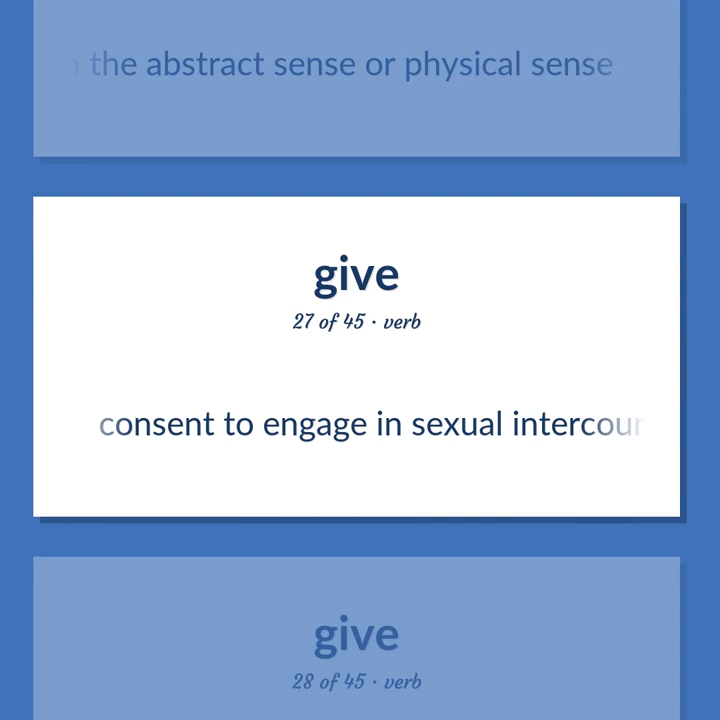 the abstract sense or physical sense
give
27 of 45 · verb
consent to engage in sexual intercour
give
28 of 45 · verb